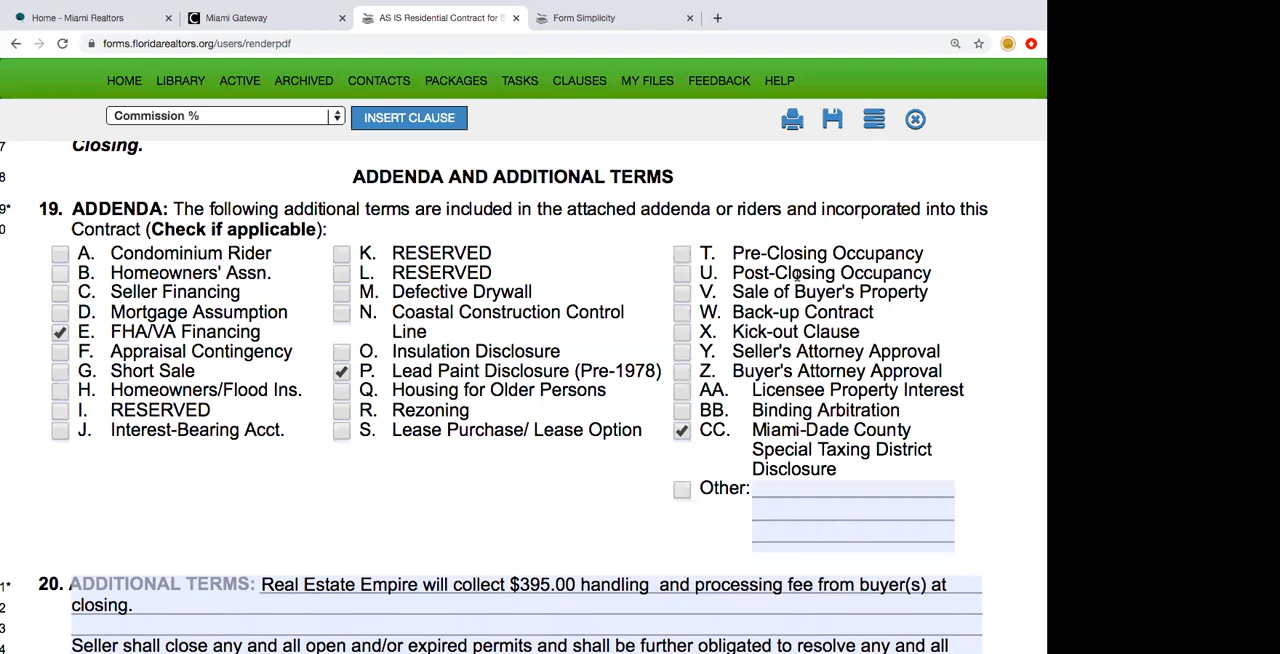 Home - Miami Realtors
Miami Gateway
AS IS Residential Contract for S
Form Simplicity
forms.floridarealtors.org/users/renderpdf
HOME LIBRARY ACTIVE ARCHIVED CONTACTS PACKAGES TASKS CLAUSES MY FILES FEEDBACK HELP
Commission %
INSERT CLAUSE
7 Closing.
8 ADDENDA AND ADDITIONAL TERMS
9* 19. ADDENDA: The following additional terms are included in the attached addenda or riders and incorporated into this
0 Contract (Check if applicable):
A. Condominium Rider
B. Homeowners' Assn.
C. Seller Financing
D. Mortgage Assumption
E. FHA/VA Financing
F. Appraisal Contingency
G. Short Sale
H. Homeowners/Flood Ins.
I. RESERVED
J. Interest-Bearing Acct.
K. RESERVED
L. RESERVED
M. Defective Drywall
N. Coastal Construction Control
Line
O. Insulation Disclosure
P. Lead Paint Disclosure (Pre-1978)
Q. Housing for Older Persons
R. Rezoning
S. Lease Purchase/ Lease Option
T. Pre-Closing Occupancy
U. Post-Closing Occupancy
V. Sale of Buyer's Property
W. Back-up Contract
X. Kick-out Clause
Y. Seller's Attorney Approval
Z. Buyer's Attorney Approval
AA. Licensee Property Interest
BB. Binding Arbitration
CC. Miami-Dade County
Special Taxing District
Disclosure
Other:
1* 20. ADDITIONAL TERMS: Real Estate Empire will collect $395.00 handling and processing fee from buyer(s) at
2 closing.
3
4 Seller shall close any and all open and/or expired permits and shall be further obligated to resolve any and all